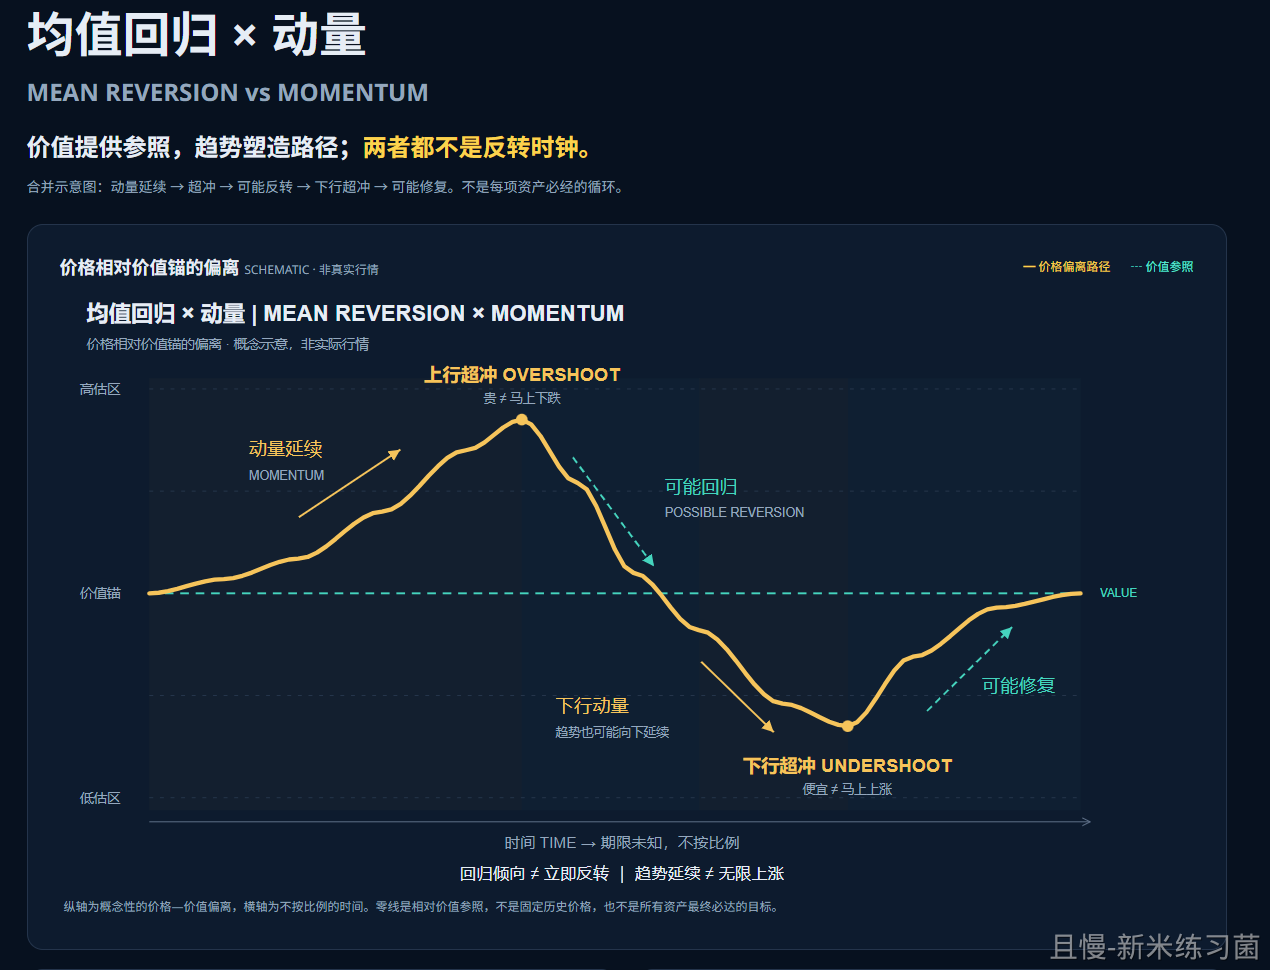 均值回归 × 动量
MEAN REVERSION vs MOMENTUM
价值提供参照，趋势塑造路径；两者都不是反转时钟。
合并示意图：动量延续 → 超冲 → 可能反转 → 下行超冲 → 可能修复。不是每项资产必经的循环。
价格相对价值锚的偏离 SCHEMATIC · 非真实行情
价格偏离路径
价值参照
均值回归 × 动量 | MEAN REVERSION × MOMENTUM
价格相对价值锚的偏离 · 概念示意，非实际行情
上行超冲 OVERSHOOT
贵 ≠ 马上下跌
高估区
动量延续
MOMENTUM
可能回归
POSSIBLE REVERSION
价值锚
VALUE
下行动量
趋势也可能向下延续
可能修复
下行超冲 UNDERSHOOT
便宜 ≠ 马上上涨
低估区
时间 TIME → 期限未知，不按比例
回归倾向 ≠ 立即反转 | 趋势延续 ≠ 无限上涨
纵轴为概念性的价格—价值偏离，横轴为不按比例的时间。零线是相对价值参照，不是固定历史价格，也不是所有资产最终必达的目标。
且慢-新米练习菌